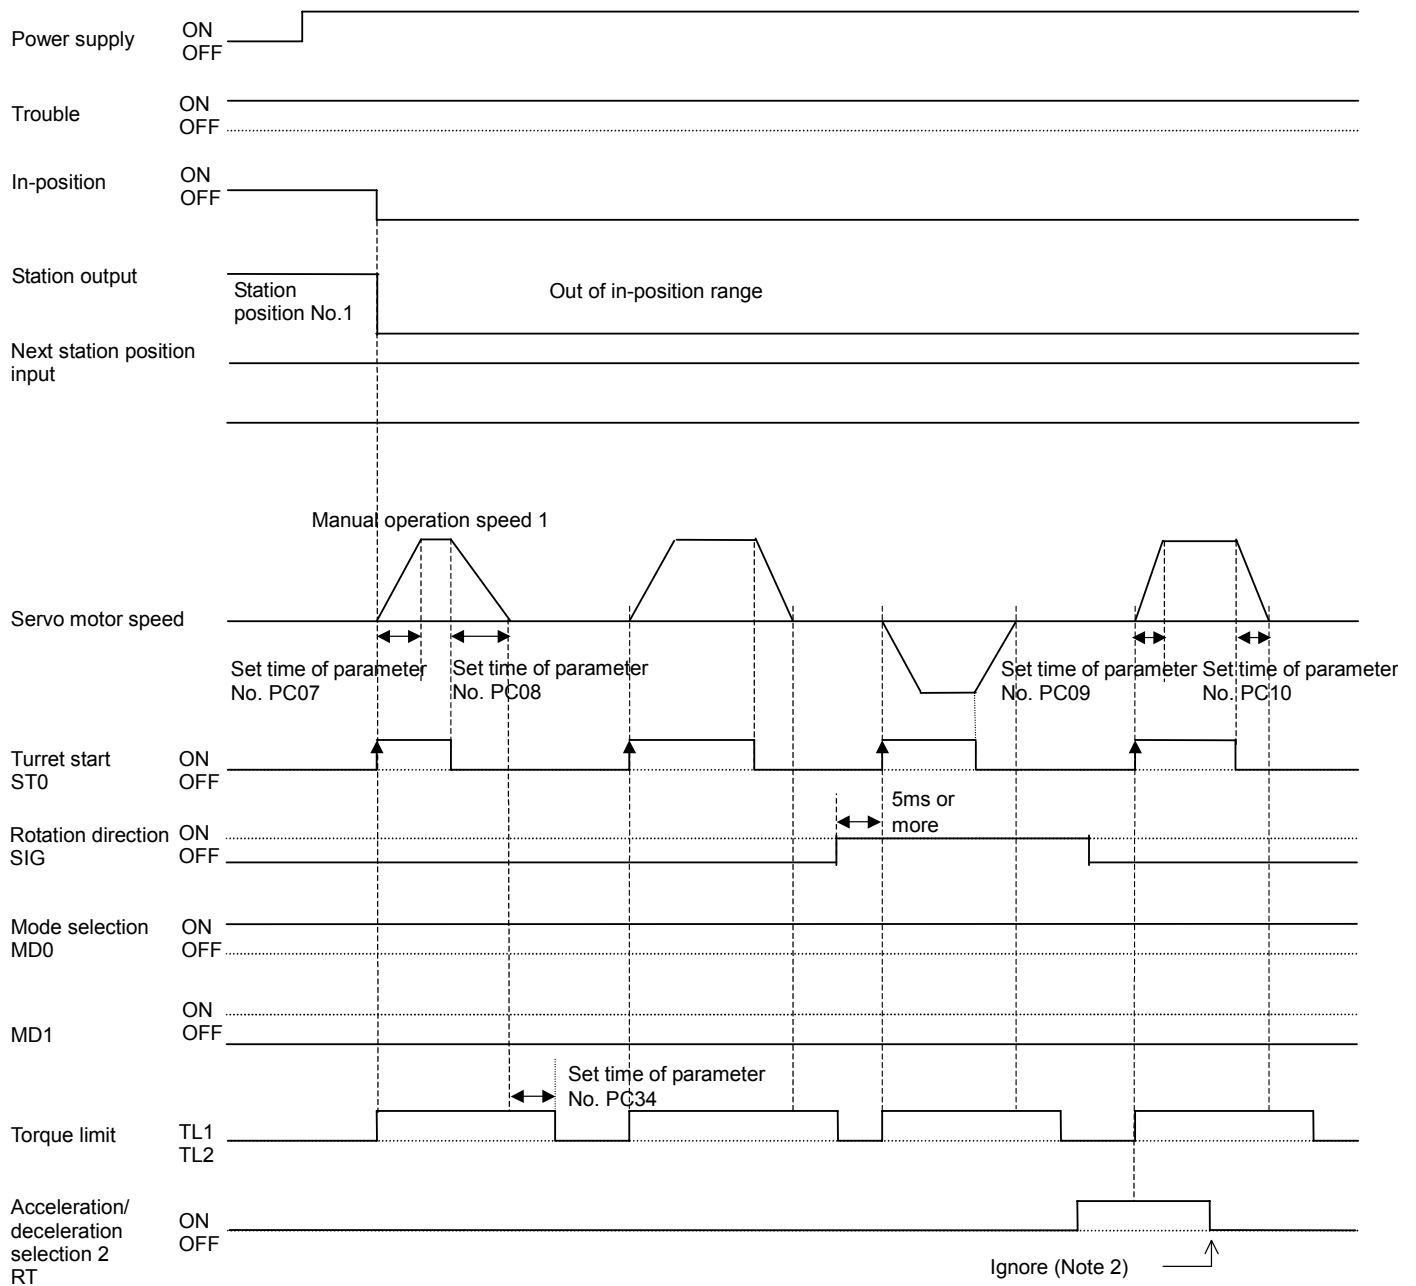 Power supply
ON
OFF
Trouble
ON
OFF
In-position
ON
OFF
Station output
Station
position No.1
Out of in-position range
Next station position
input
Manual operation speed 1
Servo motor speed
Set time of parameter
No. PC07
Set time of parameter
No. PC08
Set time of parameter
No. PC09
Set time of parameter
No. PC10
Turret start
ST0
ON
OFF
5ms or
more
Rotation direction
SIG
ON
OFF
Mode selection
MD0
ON
OFF
MD1
ON
OFF
Set time of parameter
No. PC34
Torque limit
TL1
TL2
Acceleration/
deceleration
selection 2
RT
ON
OFF
Ignore (Note 2)